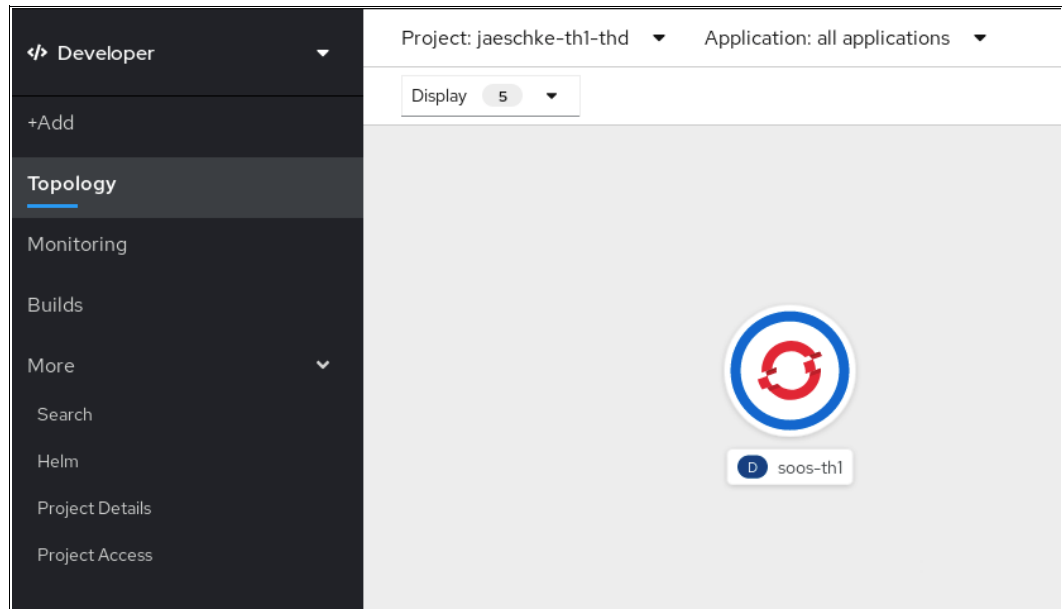 </> Developer
Project: jaeschke-th1-thd Application: all applications
Display 5
+Add
Topology
Monitoring
Builds
More
Search
Helm
Project Details
Project Access
D soos-th1